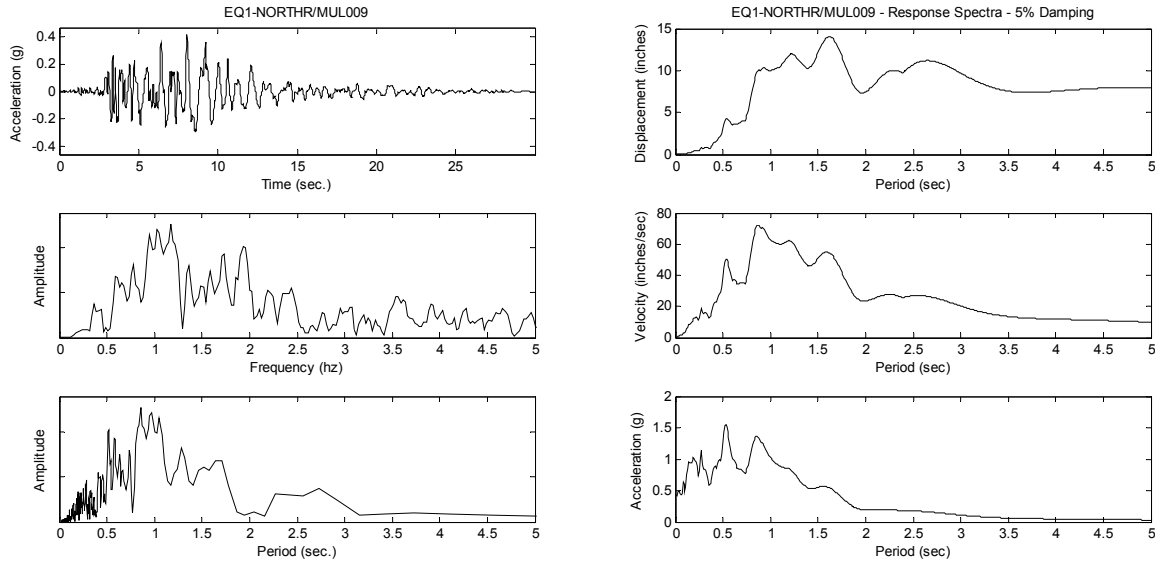 EQ1-NORTHR/MUL009
Acceleration (g)
0.4
0.2
0
-0.2
-0.4
0 5 10 15 20 25
Time (sec.)
Amplitude
0 0.5 1 1.5 2 2.5 3 3.5 4 4.5 5
Frequency (hz)
Amplitude
0 0.5 1 1.5 2 2.5 3 3.5 4 4.5 5
Period (sec.)
EQ1-NORTHR/MUL009 - Response Spectra - 5% Damping
Displacement (inches)
15
10
5
0
0 0.5 1 1.5 2 2.5 3 3.5 4 4.5 5
Period (sec)
Velocity (inches/sec)
80
60
40
20
0
0 0.5 1 1.5 2 2.5 3 3.5 4 4.5 5
Period (sec)
Acceleration (g)
2
1.5
1
0.5
0
0 0.5 1 1.5 2 2.5 3 3.5 4 4.5 5
Period (sec)